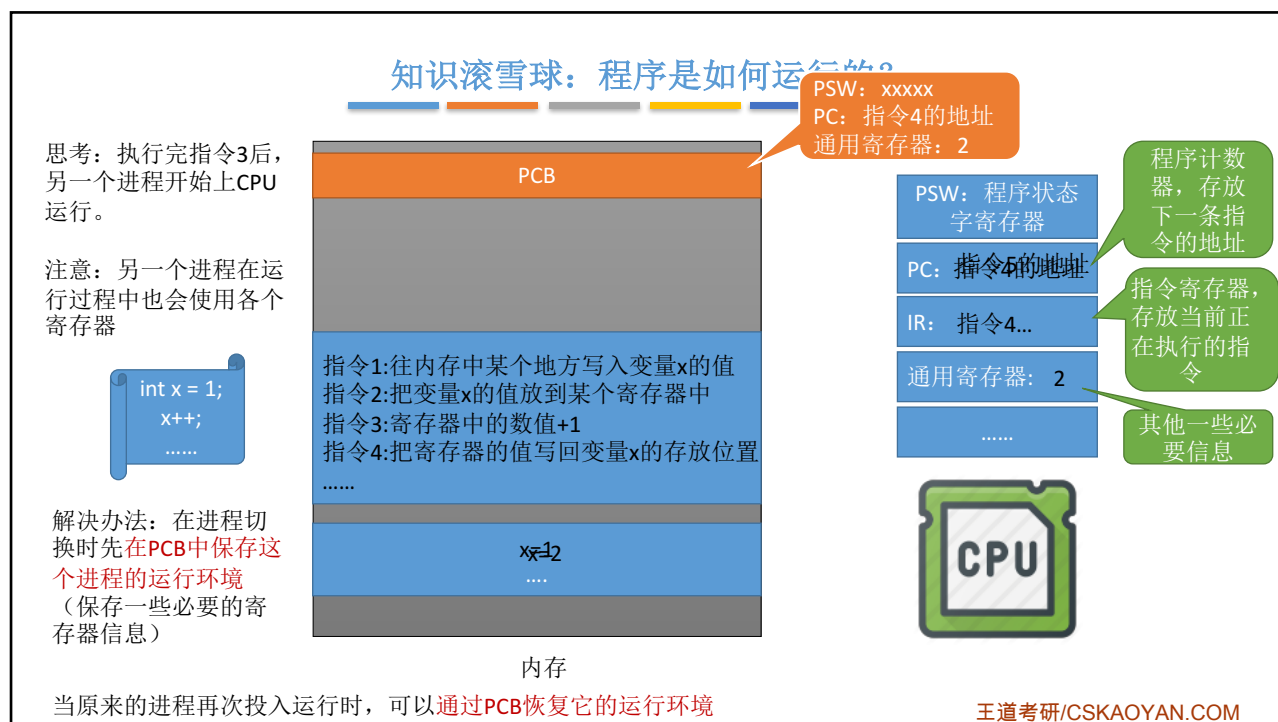 知识滚雪球：程序是如何运行的？
PSW：xxxxx
PC：指令4的地址
通用寄存器：2
思考：执行完指令3后，
另一个进程开始上CPU
运行。
注意：另一个进程在运
行过程中也会使用各个
寄存器
int x = 1;
x++;
……
解决办法：在进程切
换时先在PCB中保存这
个进程的运行环境
（保存一些必要的寄
存器信息）
PCB
指令1:往内存中某个地方写入变量x的值
指令2:把变量x的值放到某个寄存器中
指令3:寄存器中的数值+1
指令4:把寄存器的值写回变量x的存放位置
……
x=1
x=2
....
内存
PSW：程序状态
字寄存器
PC：
指令4的地址
指令5的地址
IR： 指令4…
通用寄存器: 2
……
程序计数
器，存放
下一条指
令的地址
指令寄存器，
存放当前正
在执行的指
令
其他一些必
要信息
CPU
当原来的进程再次投入运行时，可以通过PCB恢复它的运行环境
王道考研/CSKAOYAN.COM